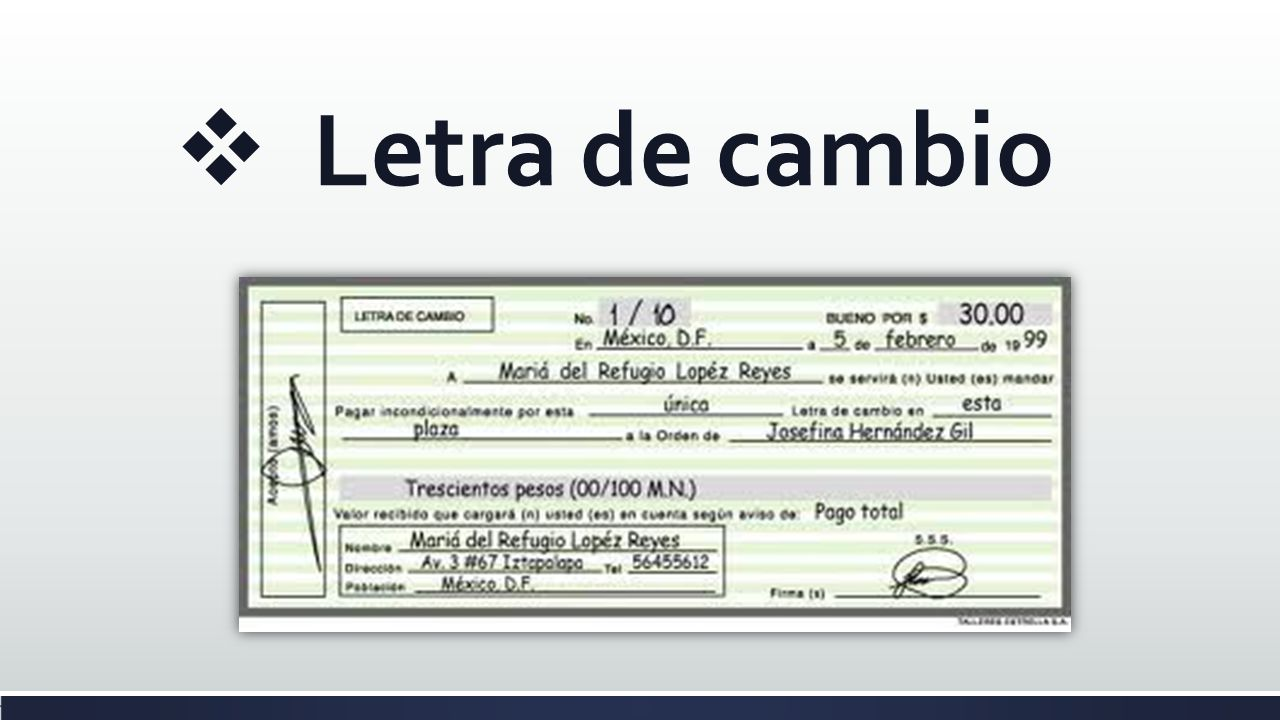 ❖ Letra de cambio
LETRA DE CAMBIO
No. 1 / 10 BUENO POR $ 30.00
En México, D.F. a 5 de febrero de 19 99
A Mariá del Refugio Lopéz Reyes se servirá (n) Usted (es) mandar
Pagar incondicionalmente por esta única Letra de cambio en esta
plaza a la Orden de Josefina Hernández Gil
Trescientos pesos (00/100 M.N.)
Valor recibido que cargará (n) usted (es) en cuenta según aviso de: Pago total
Nombre Mariá del Refugio Lopéz Reyes
Dirección Av. 3 #67 Iztapalapa Tel 56455612
Población México, D.F.
S.S.S.
Firma (s)
TALLERES ESTRELLA S.A.